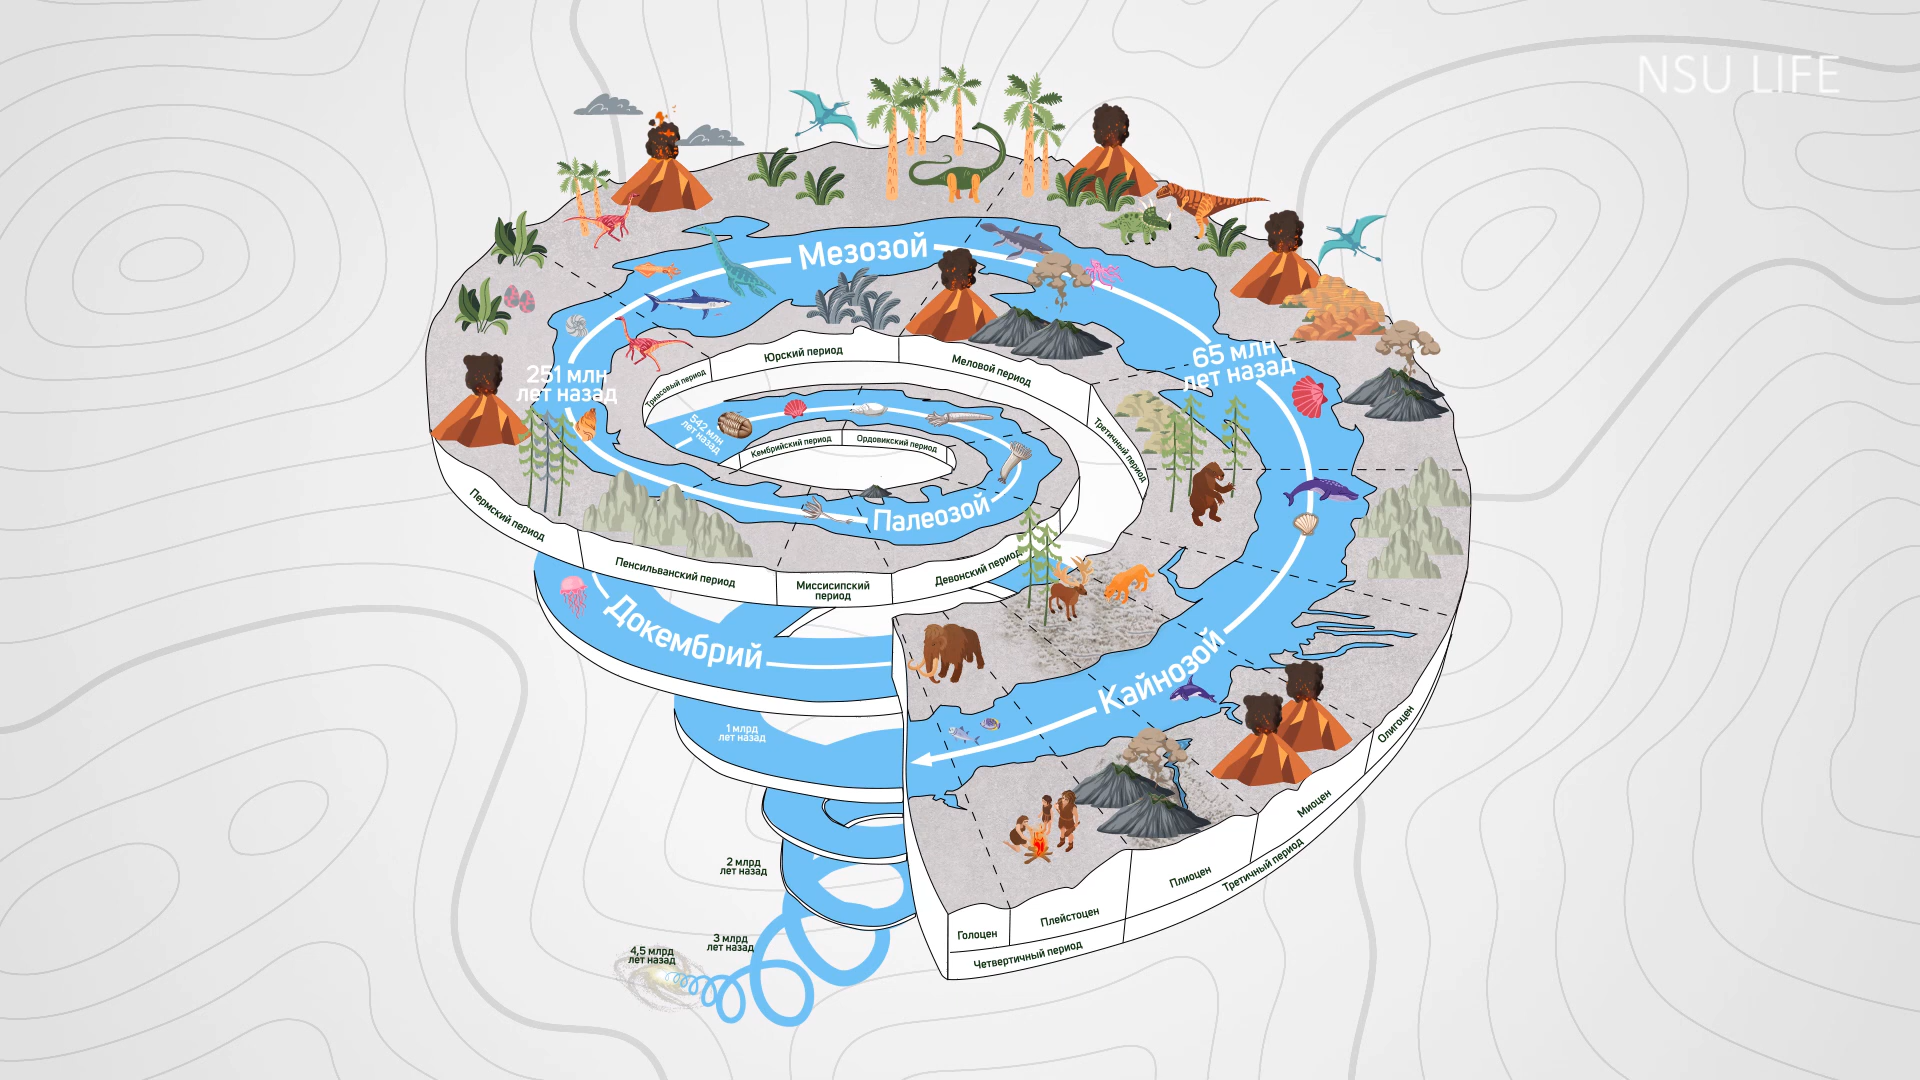 NSU LIFE
Мезозой
65 млн
лет назад
251 млн
лет назад
Юрский период
Меловой период
Триасовый период
Третичный период
542 млн
лет назад
Кембрийский период
Ордовикский период
Палеозой
Пермский период
Пенсильванский период
Миссисипский
период
Девонский период
Докембрий
Кайнозой
1 млрд
лет назад
2 млрд
лет назад
3 млрд
лет назад
4,5 млрд
лет назад
Олигоцен
Миоцен
Плиоцен
Третичный период
Плейстоцен
Голоцен
Четвертичный период